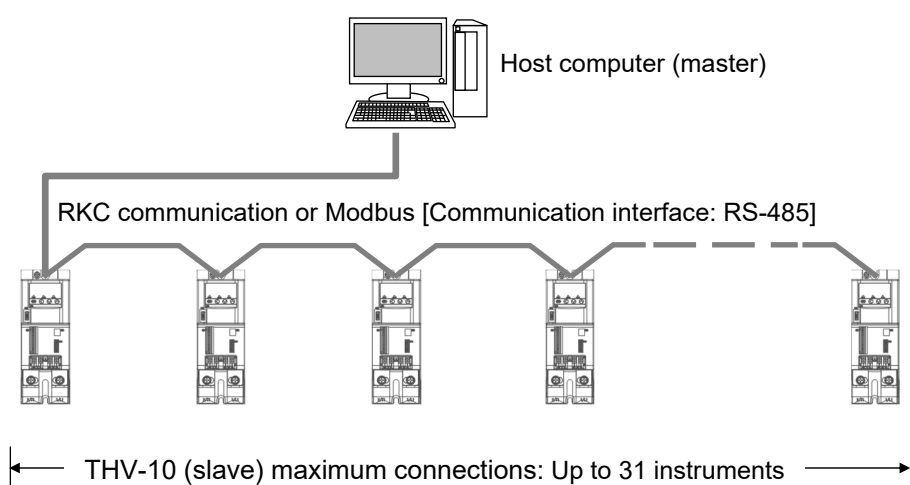 Host computer (master)
RKC communication or Modbus [Communication interface: RS-485]
THV-10 (slave) maximum connections: Up to 31 instruments